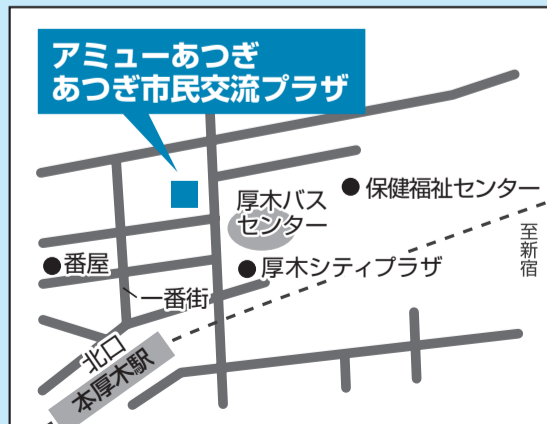 アミューあつぎ
あつぎ市民交流プラザ
厚木バス
センター
保健福祉センター
至新宿
番屋
厚木シティプラザ
一番街
北口
本厚木駅